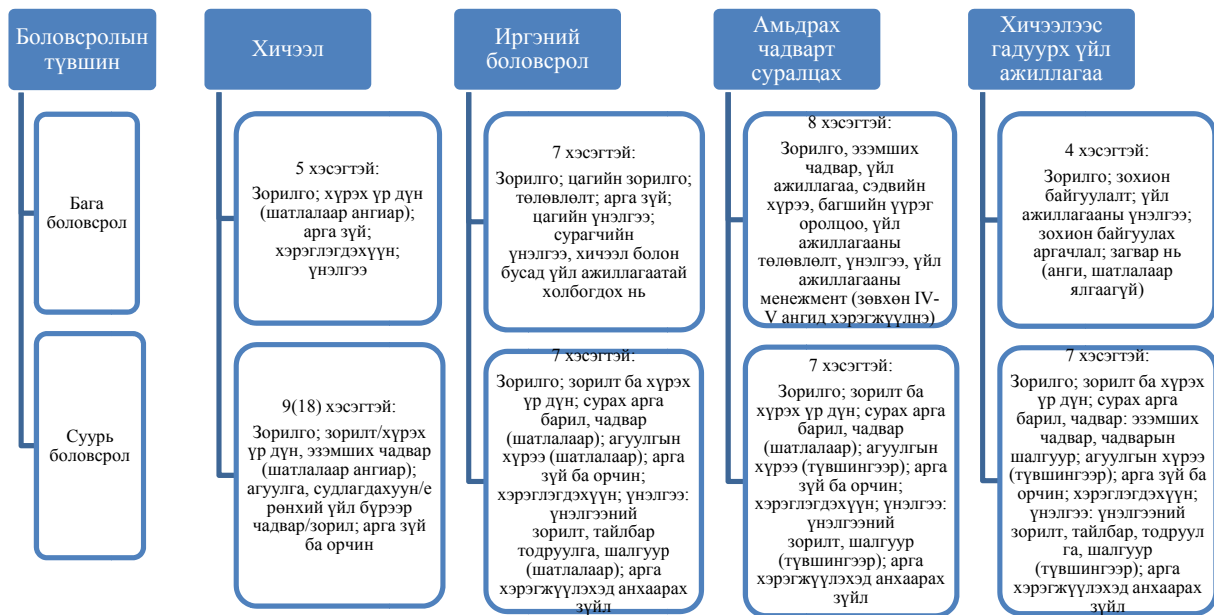 Боловсролын
түвшин
Бага
боловсрол
Суурь
боловсрол
Хичээл
5 хэсэгтэй:
Зорилго; хүрэх үр дүн
(шатлалаар ангиар);
арга зүй;
хэрэглэгдэхүүн;
үнэлгээ
9(18) хэсэгтэй:
Зорилго; зорилт/хүрэх
үр дүн, эзэмших чадвар
(шатлалаар ангиар);
агуулга, судлагдахуун/е
рөнхий үйл бүрээр
чадвар/зорил; арга зүй
ба орчин
Иргэний
боловсрол
7 хэсэгтэй:
Зорилго; цагийн зорилго;
төлөвлөлт; арга зүй;
цагийн үнэлгээ;
сурагчийн
үнэлгээ, хичээл болон
бусад үйл ажиллагаатай
холбогдох нь
7 хэсэгтэй:
Зорилго; зорилт ба хүрэх
үр дүн; сурах арга
барил, чадвар
(шатлалаар); агуулгын
хүрээ (шатлалаар); арга
зүй ба орчин;
хэрэглэгдэхүүн; үнэлгээ:
үнэлгээний
зорилт, тайлбар
тодруулга, шалгуур
(шатлалаар); арга
хэрэгжүүлэхэд анхаарах
зүйл
Амьдрах
чадварт
суралцах
8 хэсэгтэй:
Зорилго, эзэмших
чадвар, үйл
ажиллагаа, сэдвийн
хүрээ, багшийн үүрэг
оролцоо, үйл
ажиллагааны
төлөвлөлт, үнэлгээ, үйл
ажиллагааны
менежмент (зөвхөн IV-
V ангид хэрэгжүүлнэ)
7 хэсэгтэй:
Зорилго; зорилт ба
хүрэх үр дүн; сурах арга
барил, чадвар
(шатлалаар); агуулгын
хүрээ (түвшингээр); арга
зүй ба орчин;
хэрэглэгдэхүүн; үнэлгээ:
үнэлгээний
зорилт, шалгуур
(түвшингээр); арга
хэрэгжүүлэхэд анхаарах
зүйл
Хичээлээс
гадуурх үйл
ажиллагаа
4 хэсэгтэй:
Зорилго; зохион
байгуулалт; үйл
ажиллагааны үнэлгээ;
зохион байгуулах
аргачлал; загвар нь
(анги, шатлалаар
ялгаагүй)
7 хэсэгтэй:
Зорилго; зорилт ба хүрэх
үр дүн; сурах арга
барил, чадвар: эзэмших
чадвар, чадварын
шалгуур; агуулгын хүрээ
(түвшингээр); арга зүй ба
орчин; хэрэглэгдэхүүн;
үнэлгээ: үнэлгээний
зорилт, тайлбар, тодруул
га, шалгуур
(түвшингээр); арга
хэрэгжүүлэхэд анхаарах
зүйл